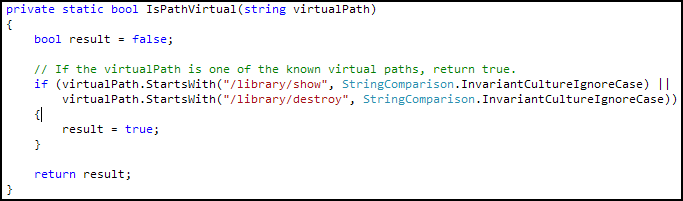 private static bool IsPathVirtual(string virtualPath)
{
    bool result = false;

    // If the virtualPath is one of the known virtual paths, return true.
    if (virtualPath.StartsWith("/library/show", StringComparison.InvariantCultureIgnoreCase) ||
        virtualPath.StartsWith("/library/destroy", StringComparison.InvariantCultureIgnoreCase))
    {
        result = true;
    }

    return result;
}